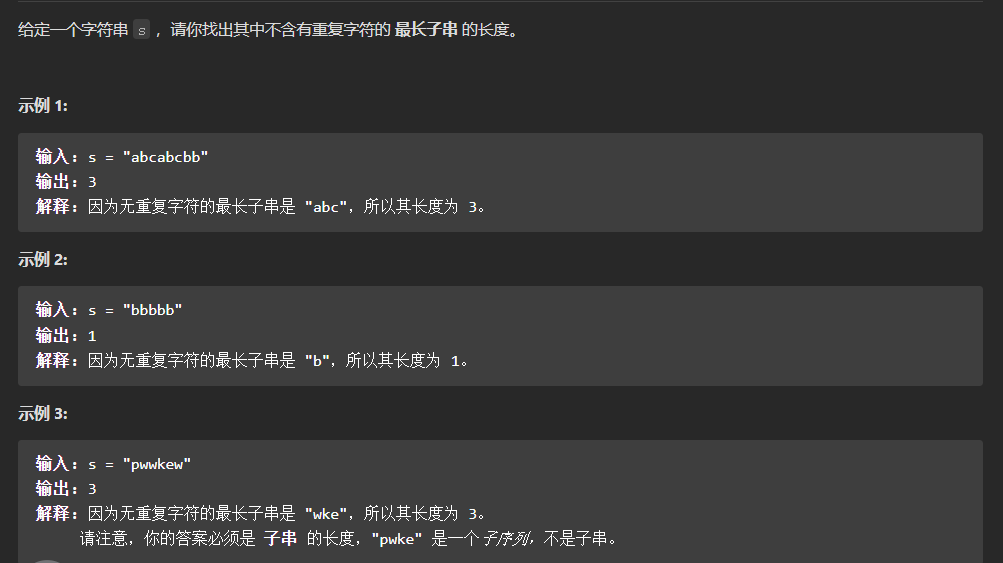 给定一个字符串 s ，请你找出其中不含有重复字符的 最长子串 的长度。
示例 1:
输入: s = "abcabcbb"
输出: 3
解释: 因为无重复字符的最长子串是 "abc"，所以其长度为 3。
示例 2:
输入: s = "bbbbb"
输出: 1
解释: 因为无重复字符的最长子串是 "b"，所以其长度为 1。
示例 3:
输入: s = "pwwkew"
输出: 3
解释: 因为无重复字符的最长子串是 "wke"，所以其长度为 3。
请注意，你的答案必须是 子串 的长度，"pwke" 是一个子序列，不是子串。